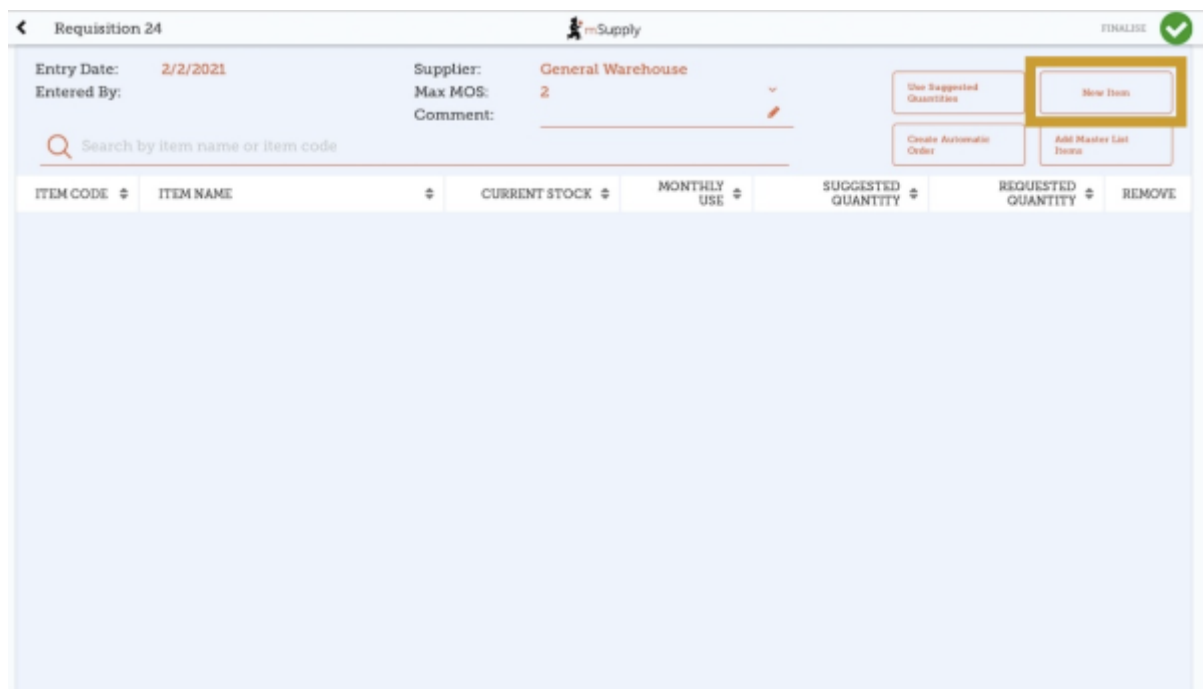 Requisition 24
mSupply
FINALISE
Entry Date: 2/2/2021
Entered By:
Supplier: General Warehouse
Max MOS: 2
Comment:
Use Suggested
Quantities
New Item
Create Automatic
Order
Add Master List
Items
Search by item name or item code
ITEM CODE ITEM NAME CURRENT STOCK MONTHLY USE SUGGESTED QUANTITY REQUESTED QUANTITY REMOVE